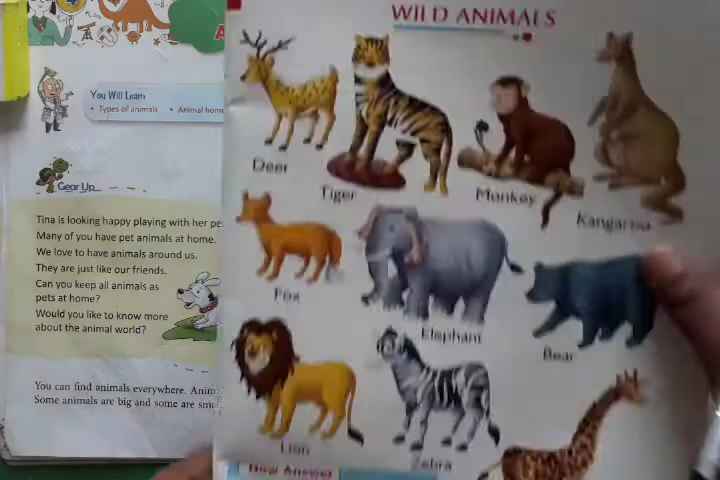 You Will Learn
• Types of animals • Animal home
Gear Up
Tina is looking happy playing with her pe
Many of you have pet animals at home.
We love to have animals around us.
They are just like our friends.
Can you keep all animals as
pets at home?
Would you like to know more
about the animal world?
You can find animals everywhere. Anim
Some animals are big and some are sma
WILD ANIMALS
Deer
Tiger
Monkey
Kangaroo
Fox
Elephant
Bear
Lion
Zebra
Now Answer